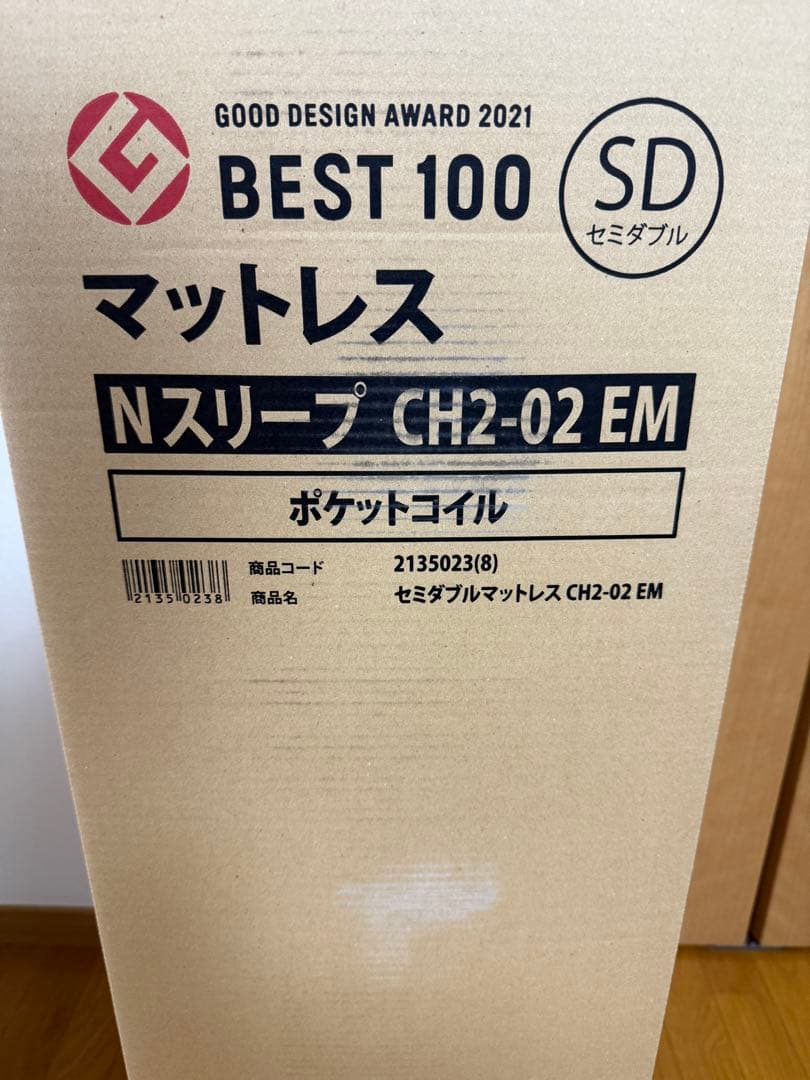 GOOD DESIGN AWARD 2021
BEST 100
SD
セミダブル
マットレス
Nスリープ CH2-02 EM
ポケットコイル
商品コード 2135023(8)
商品名 セミダブルマットレス CH2-02 EM
2135 0238